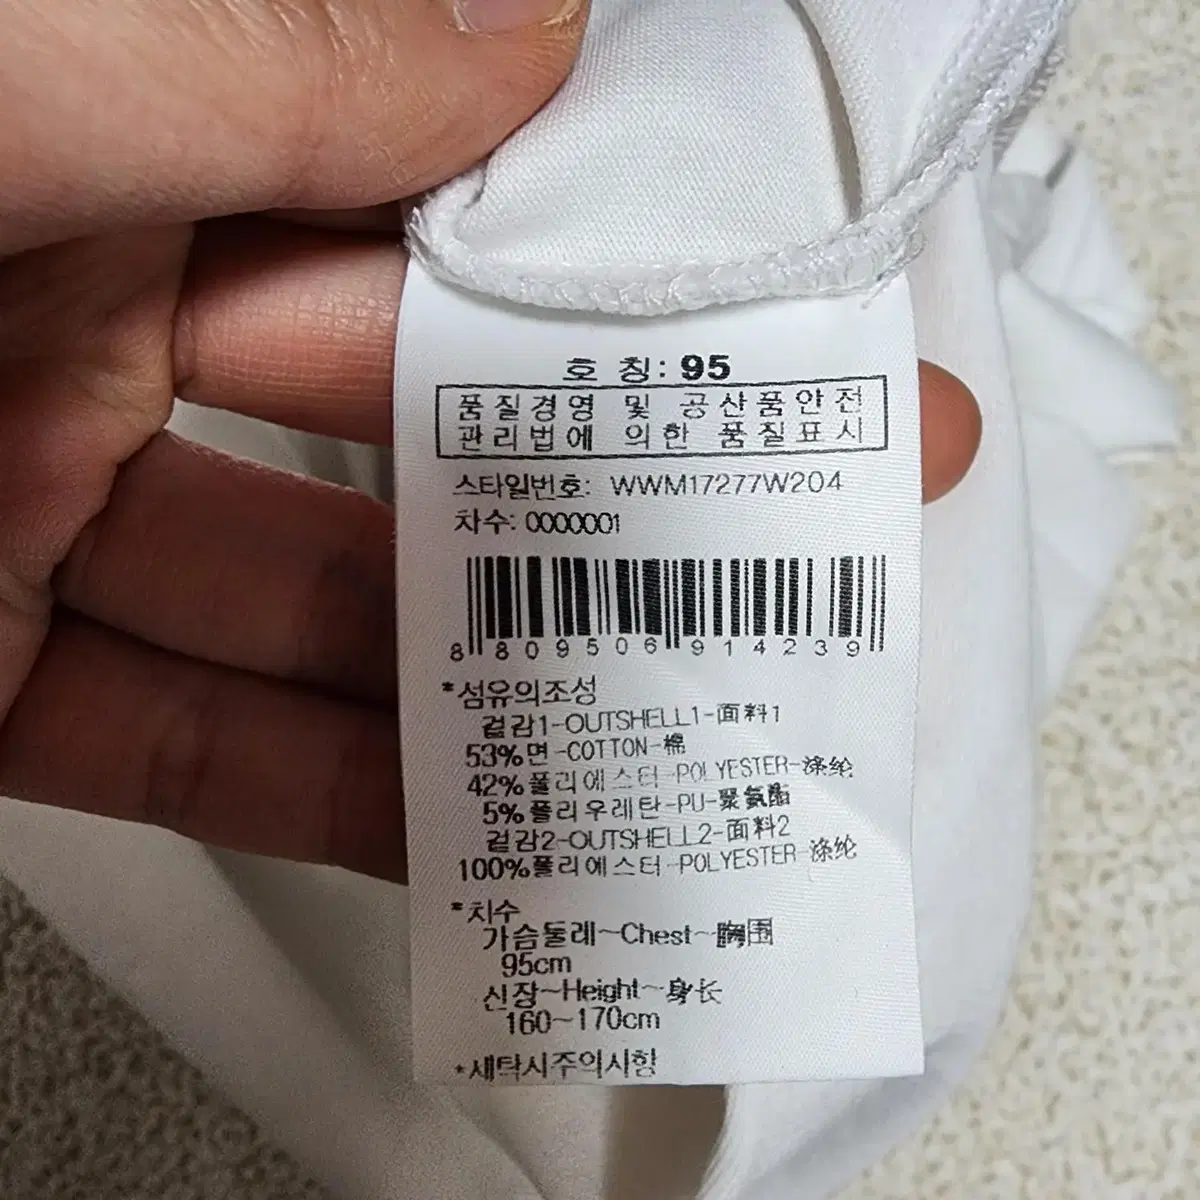 호 칭: 95
품질경영 및 공산품안전
관리법에 의한 품질표시
스타일번호: WWM17277W204
차수: 0000001
8 809506 914239
*섬유의조성
겉감1-OUTSHELL1-面料1
53%면-COTTON-棉
42%폴리에스터-POLYESTER-涤纶
5%폴리우레탄-PU-聚氨酯
겉감2-OUTSHELL2-面料2
100%폴리에스터-POLYESTER-涤纶
*치수
가슴둘레~Chest~胸围
95cm
신장~Height~身长
160~170cm
*세탁시주의사항